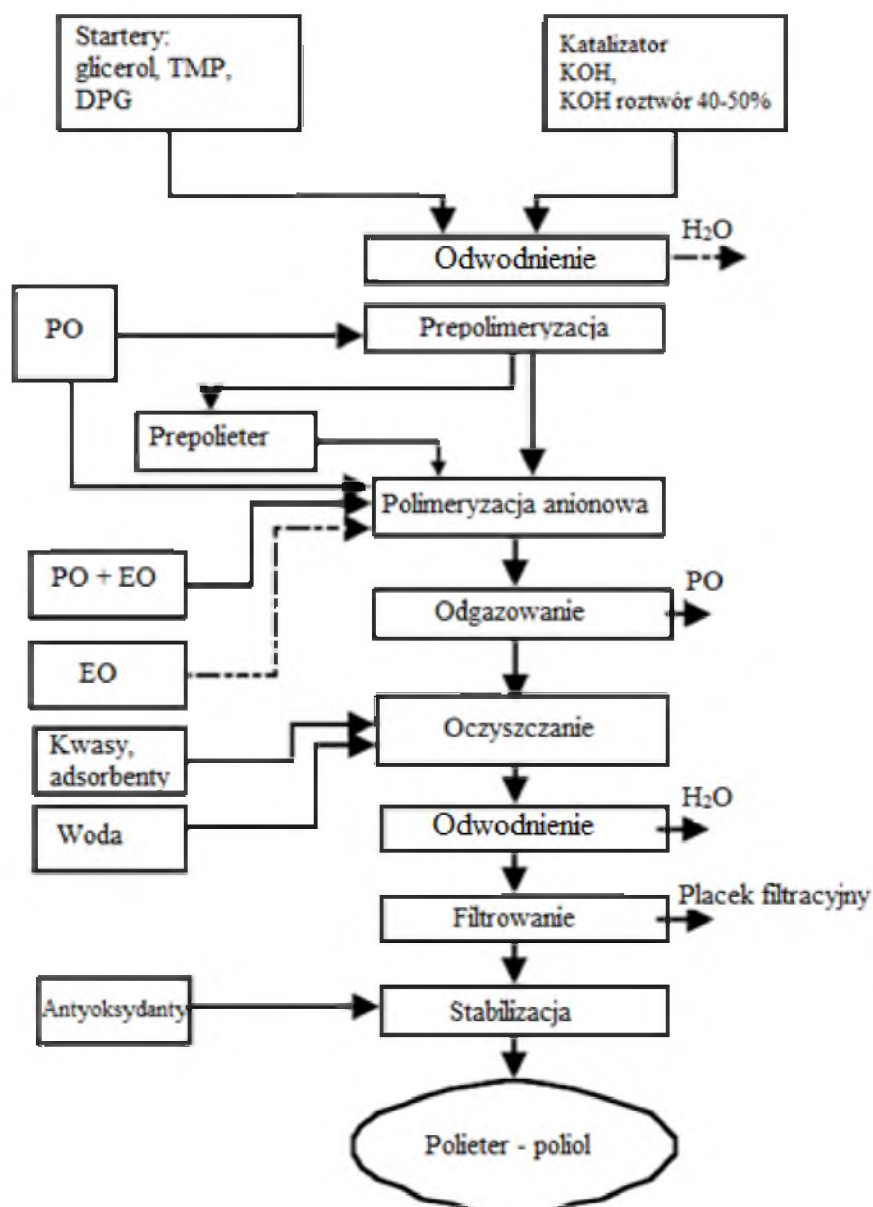 Startery:
glicerol, TMP,
DPG
Katalizator
KOH,
KOH roztwór 40-50%
H₂O
Odwodnienie
PO
Prepolimeryzacja
Prepolieter
Polimeryzacja anionowa
PO + EO
PO
Odgazowanie
EO
Oczyszczanie
Kwasy,
adsorbenty
H₂O
Woda
Odwodnienie
Placek filtracyjny
Filtrowanie
Antyoksydanty
Stabilizacja
Polieter - poliol